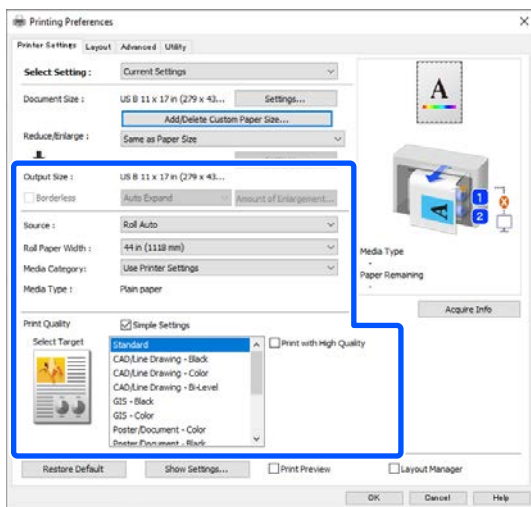 Printing Preferences
Printer Settings Layout Advanced Utility
Select Setting : Current Settings
Document Size : US B 11 x 17 in (279 x 43... Settings...
Add/Delete Custom Paper Size...
Reduce/Enlarge : Same as Paper Size
Output Size : US B 11 x 17 in (279 x 43...
Borderless Auto Expand Amount of Enlargement...
Source : Roll Auto
Roll Paper Width : 44 in (1118 mm)
Media Category: Use Printer Settings
Media Type : Plain paper
Print Quality Simple Settings
Select Target
Standard
CAD/Line Drawing - Black
CAD/Line Drawing - Color
CAD/Line Drawing - Bi-Level
GIS - Black
GIS - Color
Poster/Document - Color
Poster/Document - Black
Print with High Quality
A
A
1
2
Media Type
-
Paper Remaining
-
Acquire Info
Restore Default Show Settings... Print Preview Layout Manager
OK Cancel Help